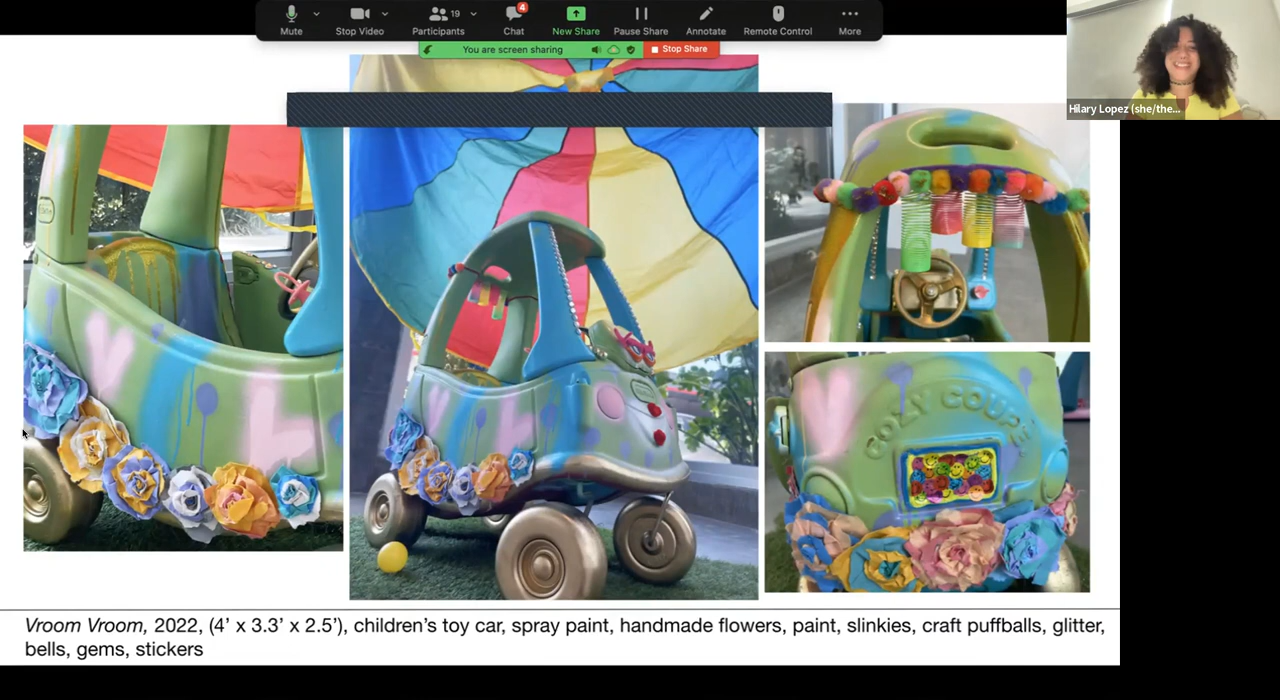 19
4
Mute
Stop Video
Participants
Chat
New Share
Pause Share
Annotate
Remote Control
More
You are screen sharing
Stop Share
Hilary Lopez (she/the...
COZY COUPE
Vroom Vroom, 2022, (4’ x 3.3’ x 2.5’), children’s toy car, spray paint, handmade flowers, paint, slinkies, craft puffballs, glitter,
bells, gems, stickers